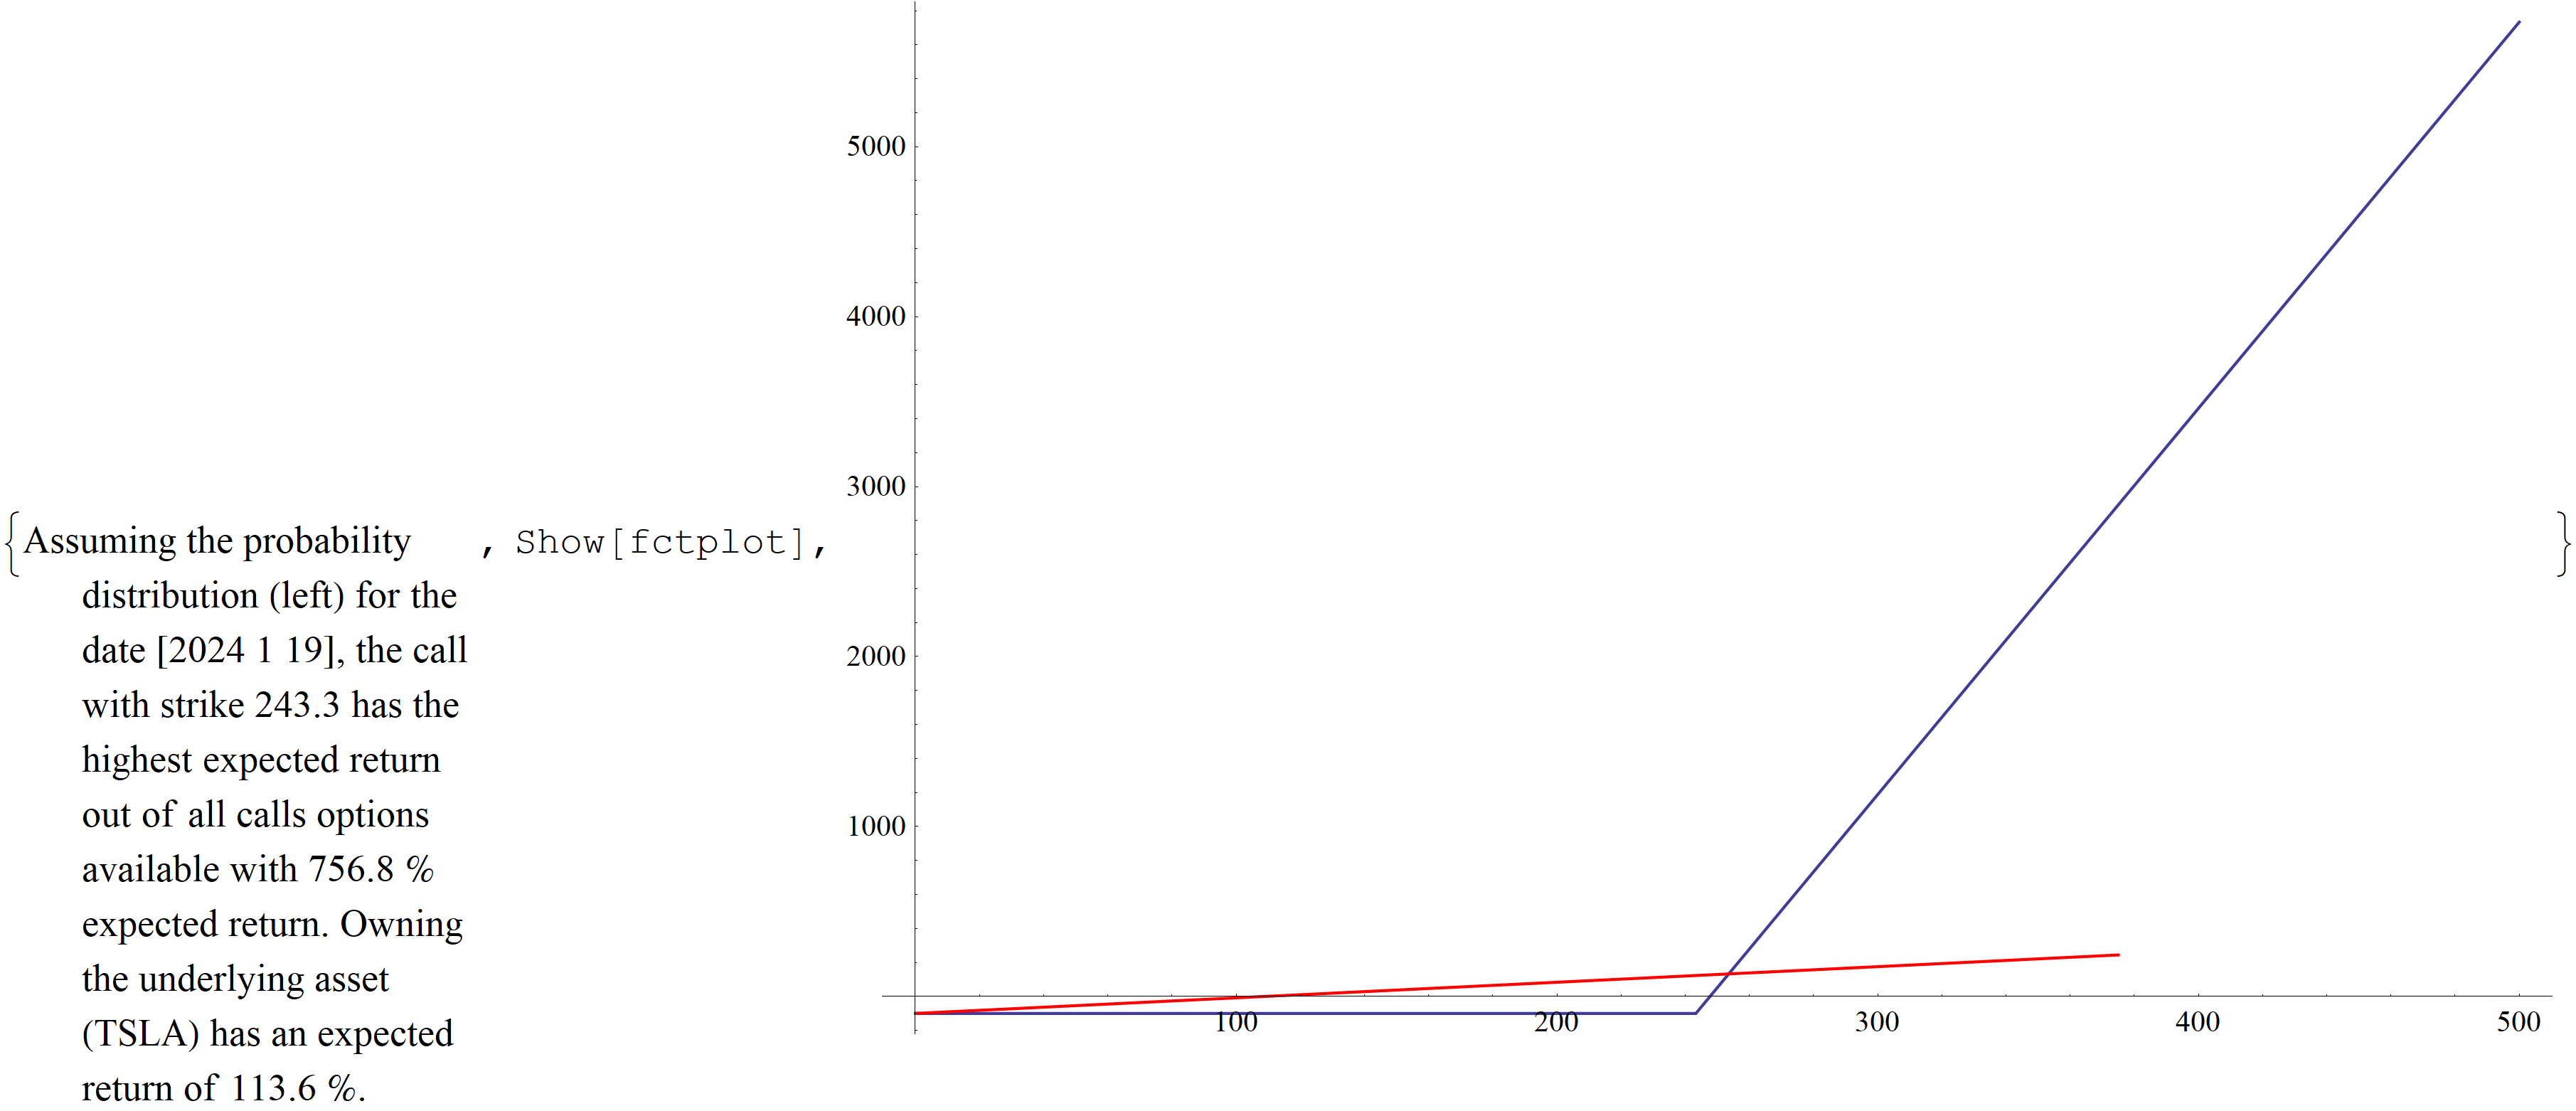 5000
4000
3000
{Assuming the probability , Show[fctplot], }
distribution (left) for the
date [2024 1 19], the call
with strike 243.3 has the
highest expected return
out of all calls options
available with 756.8 %
expected return. Owning
the underlying asset
(TSLA) has an expected
return of 113.6 %.
2000
1000
100 200 300 400 500